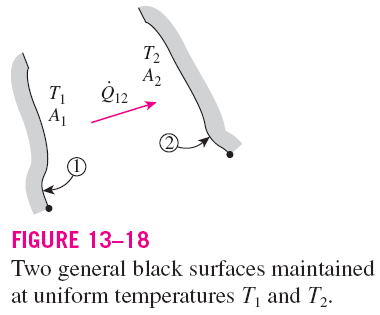 T₂
A₂
T₁
Q̇₁₂
A₁
②
①
FIGURE 13–18
Two general black surfaces maintained
at uniform temperatures T₁ and T₂.